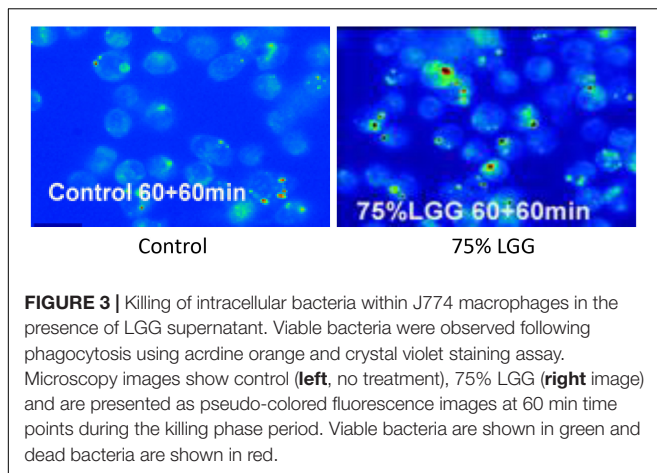 Control 60+60min
75%LGG 60+60min
Control
75% LGG
FIGURE 3 | Killing of intracellular bacteria within J774 macrophages in the
presence of LGG supernatant. Viable bacteria were observed following
phagocytosis using acrdine orange and crystal violet staining assay.
Microscopy images show control (left, no treatment), 75% LGG (right image)
and are presented as pseudo-colored fluorescence images at 60 min time
points during the killing phase period. Viable bacteria are shown in green and
dead bacteria are shown in red.